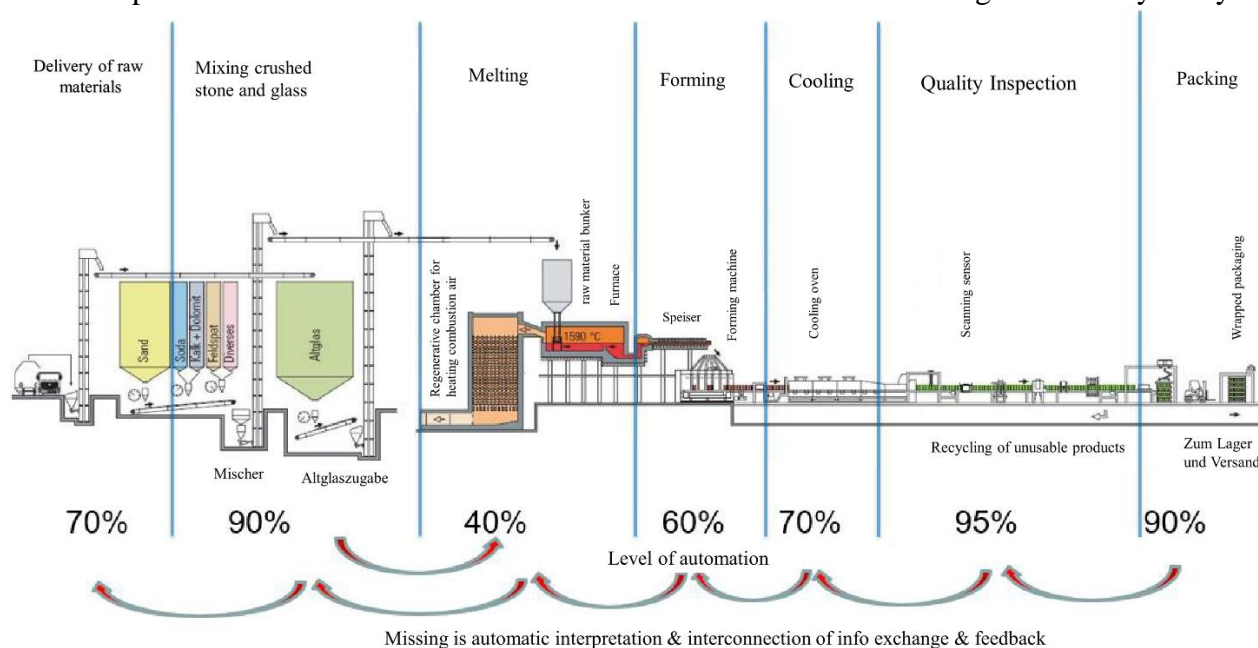 Delivery of raw
materials
Mixing crushed
stone and glass
Melting
Forming
Cooling
Quality Inspection
Packing
Regenerative chamber for
heating combustion air
raw material bunker
Furnace
Speiser
Forming machine
Cooling oven
Scanning sensor
Wrapped packaging
Sand
Soda
Kalk + Dolomit
Feldspat
Diverses
Altglas
1590 °C
Mischer
Altglaszugabe
Recycling of unusable products
Zum Lager
und Versand
70%
90%
40%
60%
70%
95%
90%
Level of automation
Missing is automatic interpretation & interconnection of info exchange & feedback